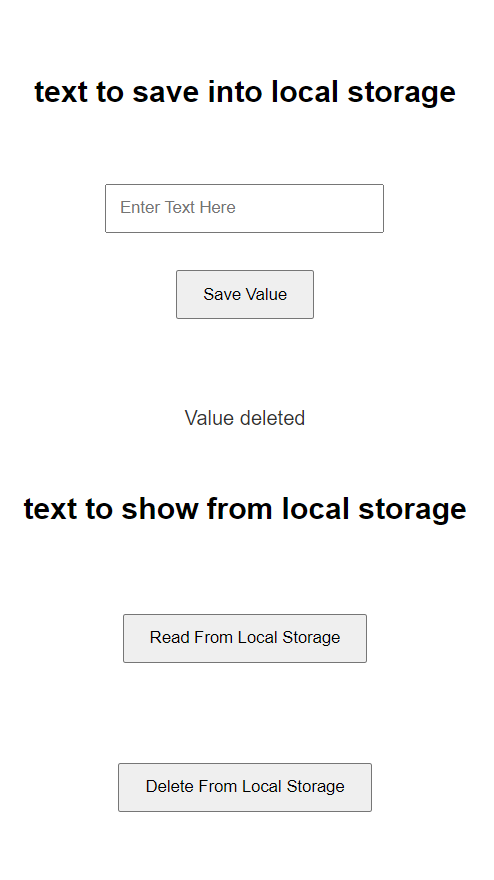 text to save into local storage
Enter Text Here
Save Value
Value deleted
text to show from local storage
Read From Local Storage
Delete From Local Storage